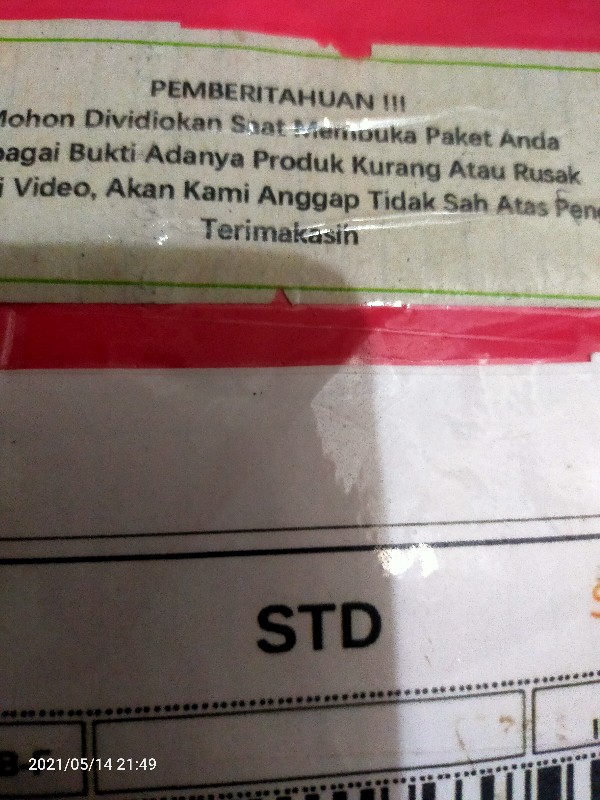 PEMBERITAHUAN !!!
Mohon Dividiokan Saat Membuka Paket Anda
bagai Bukti Adanya Produk Kurang Atau Rusak
i Video, Akan Kami Anggap Tidak Sah Atas Peng
Terimakasih
STD
2021/05/14 21:49